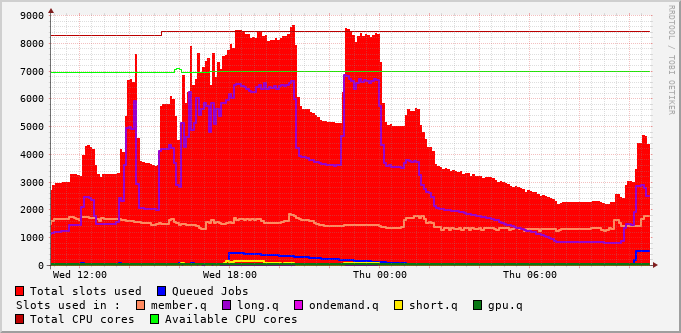 9000
8000
7000
6000
5000
4000
3000
2000
1000
0
Wed 12:00 Wed 18:00 Thu 00:00 Thu 06:00
RRDTOOL / TOBI OETIKER
Total slots used Queued Jobs
Slots used in : member.q long.q ondemand.q short.q gpu.q
Total CPU cores Available CPU cores